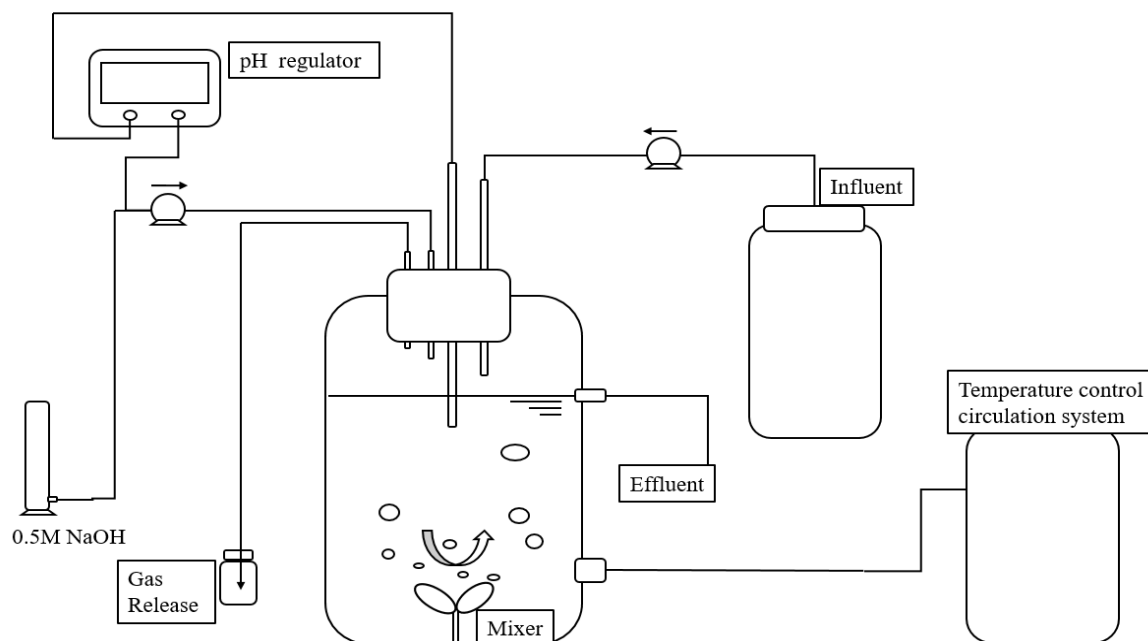 pH regulator
Influent
Temperature control
circulation system
Effluent
0.5M NaOH
Gas
Release
Mixer